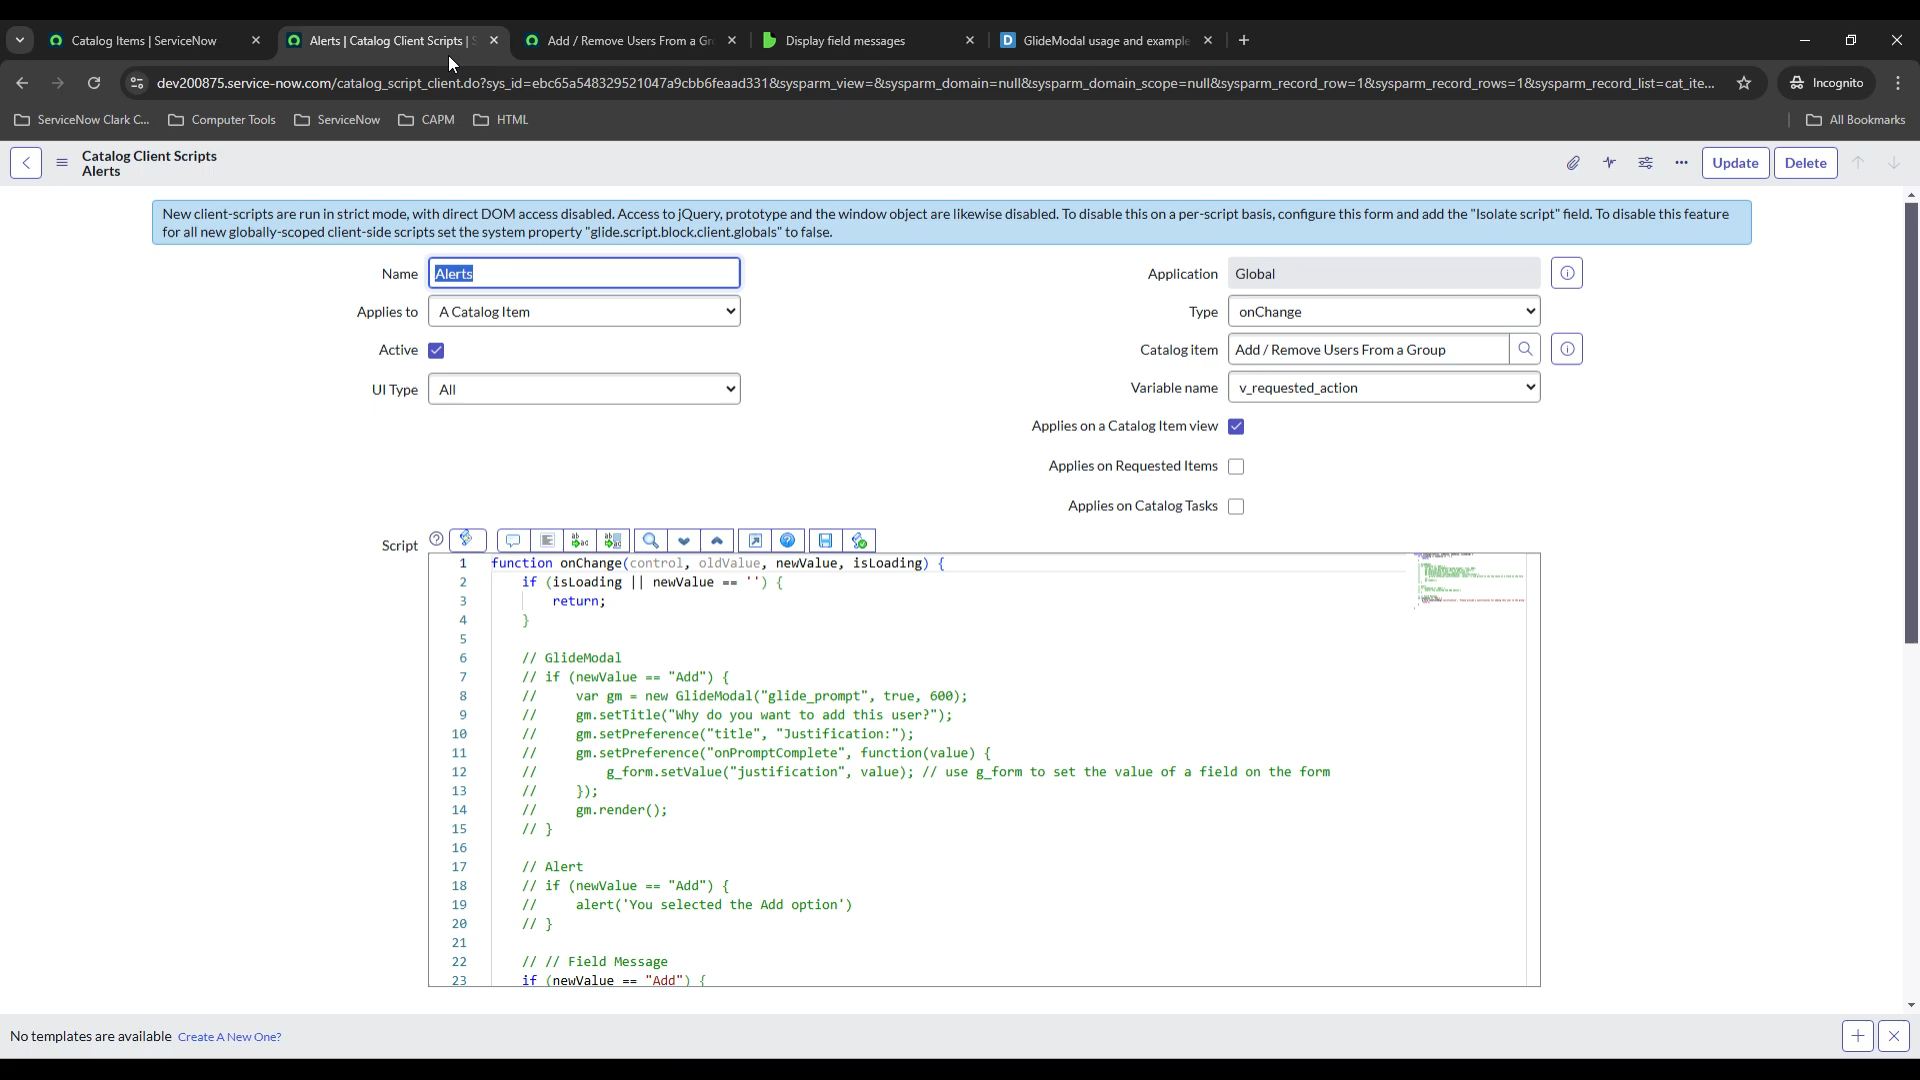 Catalog Items | ServiceNow
Alerts | Catalog Client Scripts | S
Add / Remove Users From a Gr
Display field messages
GlideModal usage and example
dev200875.service-now.com/catalog_script_client.do?sys_id=ebc65a548329521047a9cbb6feaad331&sysparm_view=&sysparm_domain=null&sysparm_domain_scope=null&sysparm_record_row=1&sysparm_record_rows=1&sysparm_record_list=cat_ite...
Incognito
ServiceNow Clark C...
Computer Tools
ServiceNow
CAPM
HTML
All Bookmarks
Catalog Client Scripts
Alerts
Update
Delete
New client-scripts are run in strict mode, with direct DOM access disabled. Access to jQuery, prototype and the window object are likewise disabled. To disable this on a per-script basis, configure this form and add the "Isolate script" field. To disable this feature
for all new globally-scoped client-side scripts set the system property "glide.script.block.client.globals" to false.
Name Alerts
Application Global
Applies to A Catalog Item
Type onChange
Active
Catalog item Add / Remove Users From a Group
UI Type All
Variable name v_requested_action
Applies on a Catalog Item view
Applies on Requested Items
Applies on Catalog Tasks
Script
1 function onChange(control, oldValue, newValue, isLoading) {
2 if (isLoading || newValue == '') {
3 return;
4 }
5
6 // GlideModal
7 // if (newValue == "Add") {
8 // var gm = new GlideModal("glide_prompt", true, 600);
9 // gm.setTitle("Why do you want to add this user?");
10 // gm.setPreference("title", "Justification:");
11 // gm.setPreference("onPromptComplete", function(value) {
12 // g_form.setValue("justification", value); // use g_form to set the value of a field on the form
13 // });
14 // gm.render();
15 // }
16
17 // Alert
18 // if (newValue == "Add") {
19 // alert('You selected the Add option')
20 // }
21
22 // // Field Message
23 if (newValue == "Add") {
No templates are available Create A New One?